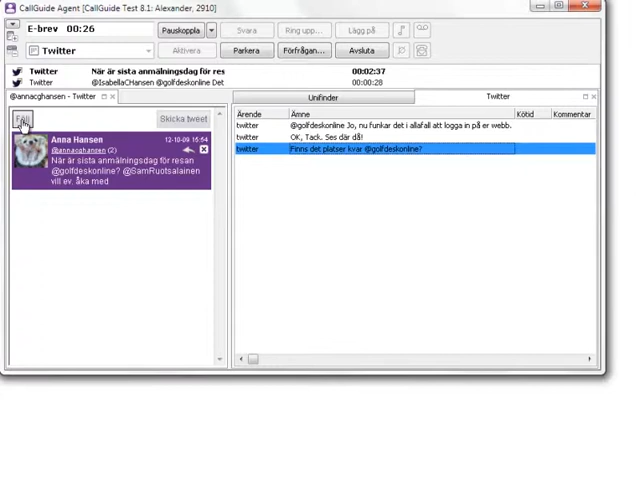 CallGuide Agent [CallGuide Test 8.1: Alexander, 2910]
E-brev 00:26
Pauskoppla
Svara
Ring upp...
Lägg på
Twitter
Aktivera
Parkera
Förfrågan...
Avsluta
Twitter När är sista anmälningsdag för res 00:02:37
Twitter @IsabellaCHansen @golfdeskonline Det 00:00:28
@annacghansen - Twitter
Unifinder
Twitter
Följ
Skicka tweet
Anna Hansen 12-10-09 16:54
@annacghansen (2)
När är sista anmälningsdag för resan
@golfdeskonline? @SamRuotsalainen
vill ev. åka med
Ärende Ämne Kötid Kommentar
twitter @golfdeskonline Jo, nu funkar det i allafall att logga in på er webb.
twitter OK, Tack. Ses där då!
twitter Finns det platser kvar @golfdeskonline?